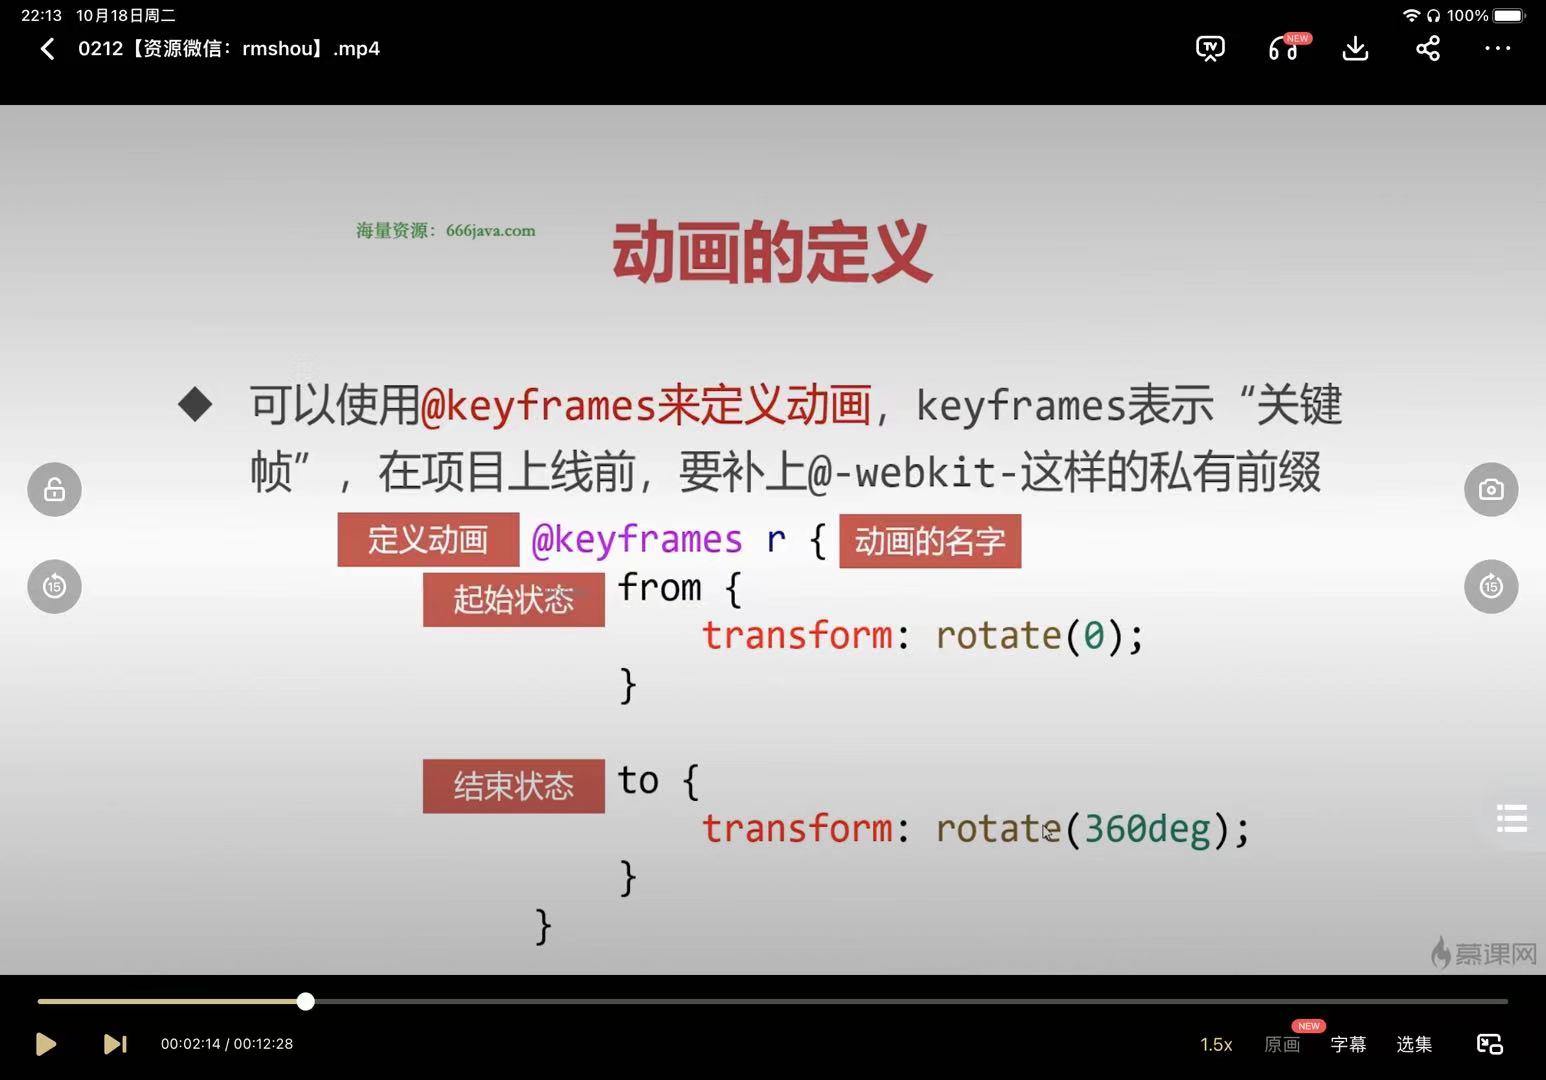 22:13 10月18日周二
100%
0212【资源微信：rmshou】.mp4
TV
NEW
海量资源：666java.com
动画的定义
可以使用@keyframes来定义动画，keyframes表示“关键
帧”，在项目上线前，要补上@-webkit-这样的私有前缀
定义动画 @keyframes r { 动画的名字
起始状态 from {
transform: rotate(0);
}
15
15
结束状态 to {
transform: rotate(360deg);
}
}
慕课网
00:02:14 / 00:12:28
1.5x 原画 NEW 字幕 选集